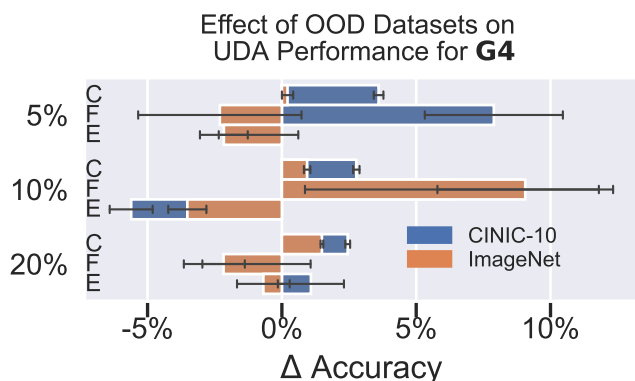 Effect of OOD Datasets on
UDA Performance for G4
C
5% F
E
C
10% F
E
C
20% F
E
CINIC-10
ImageNet
-5% 0% 5% 10%
Δ Accuracy